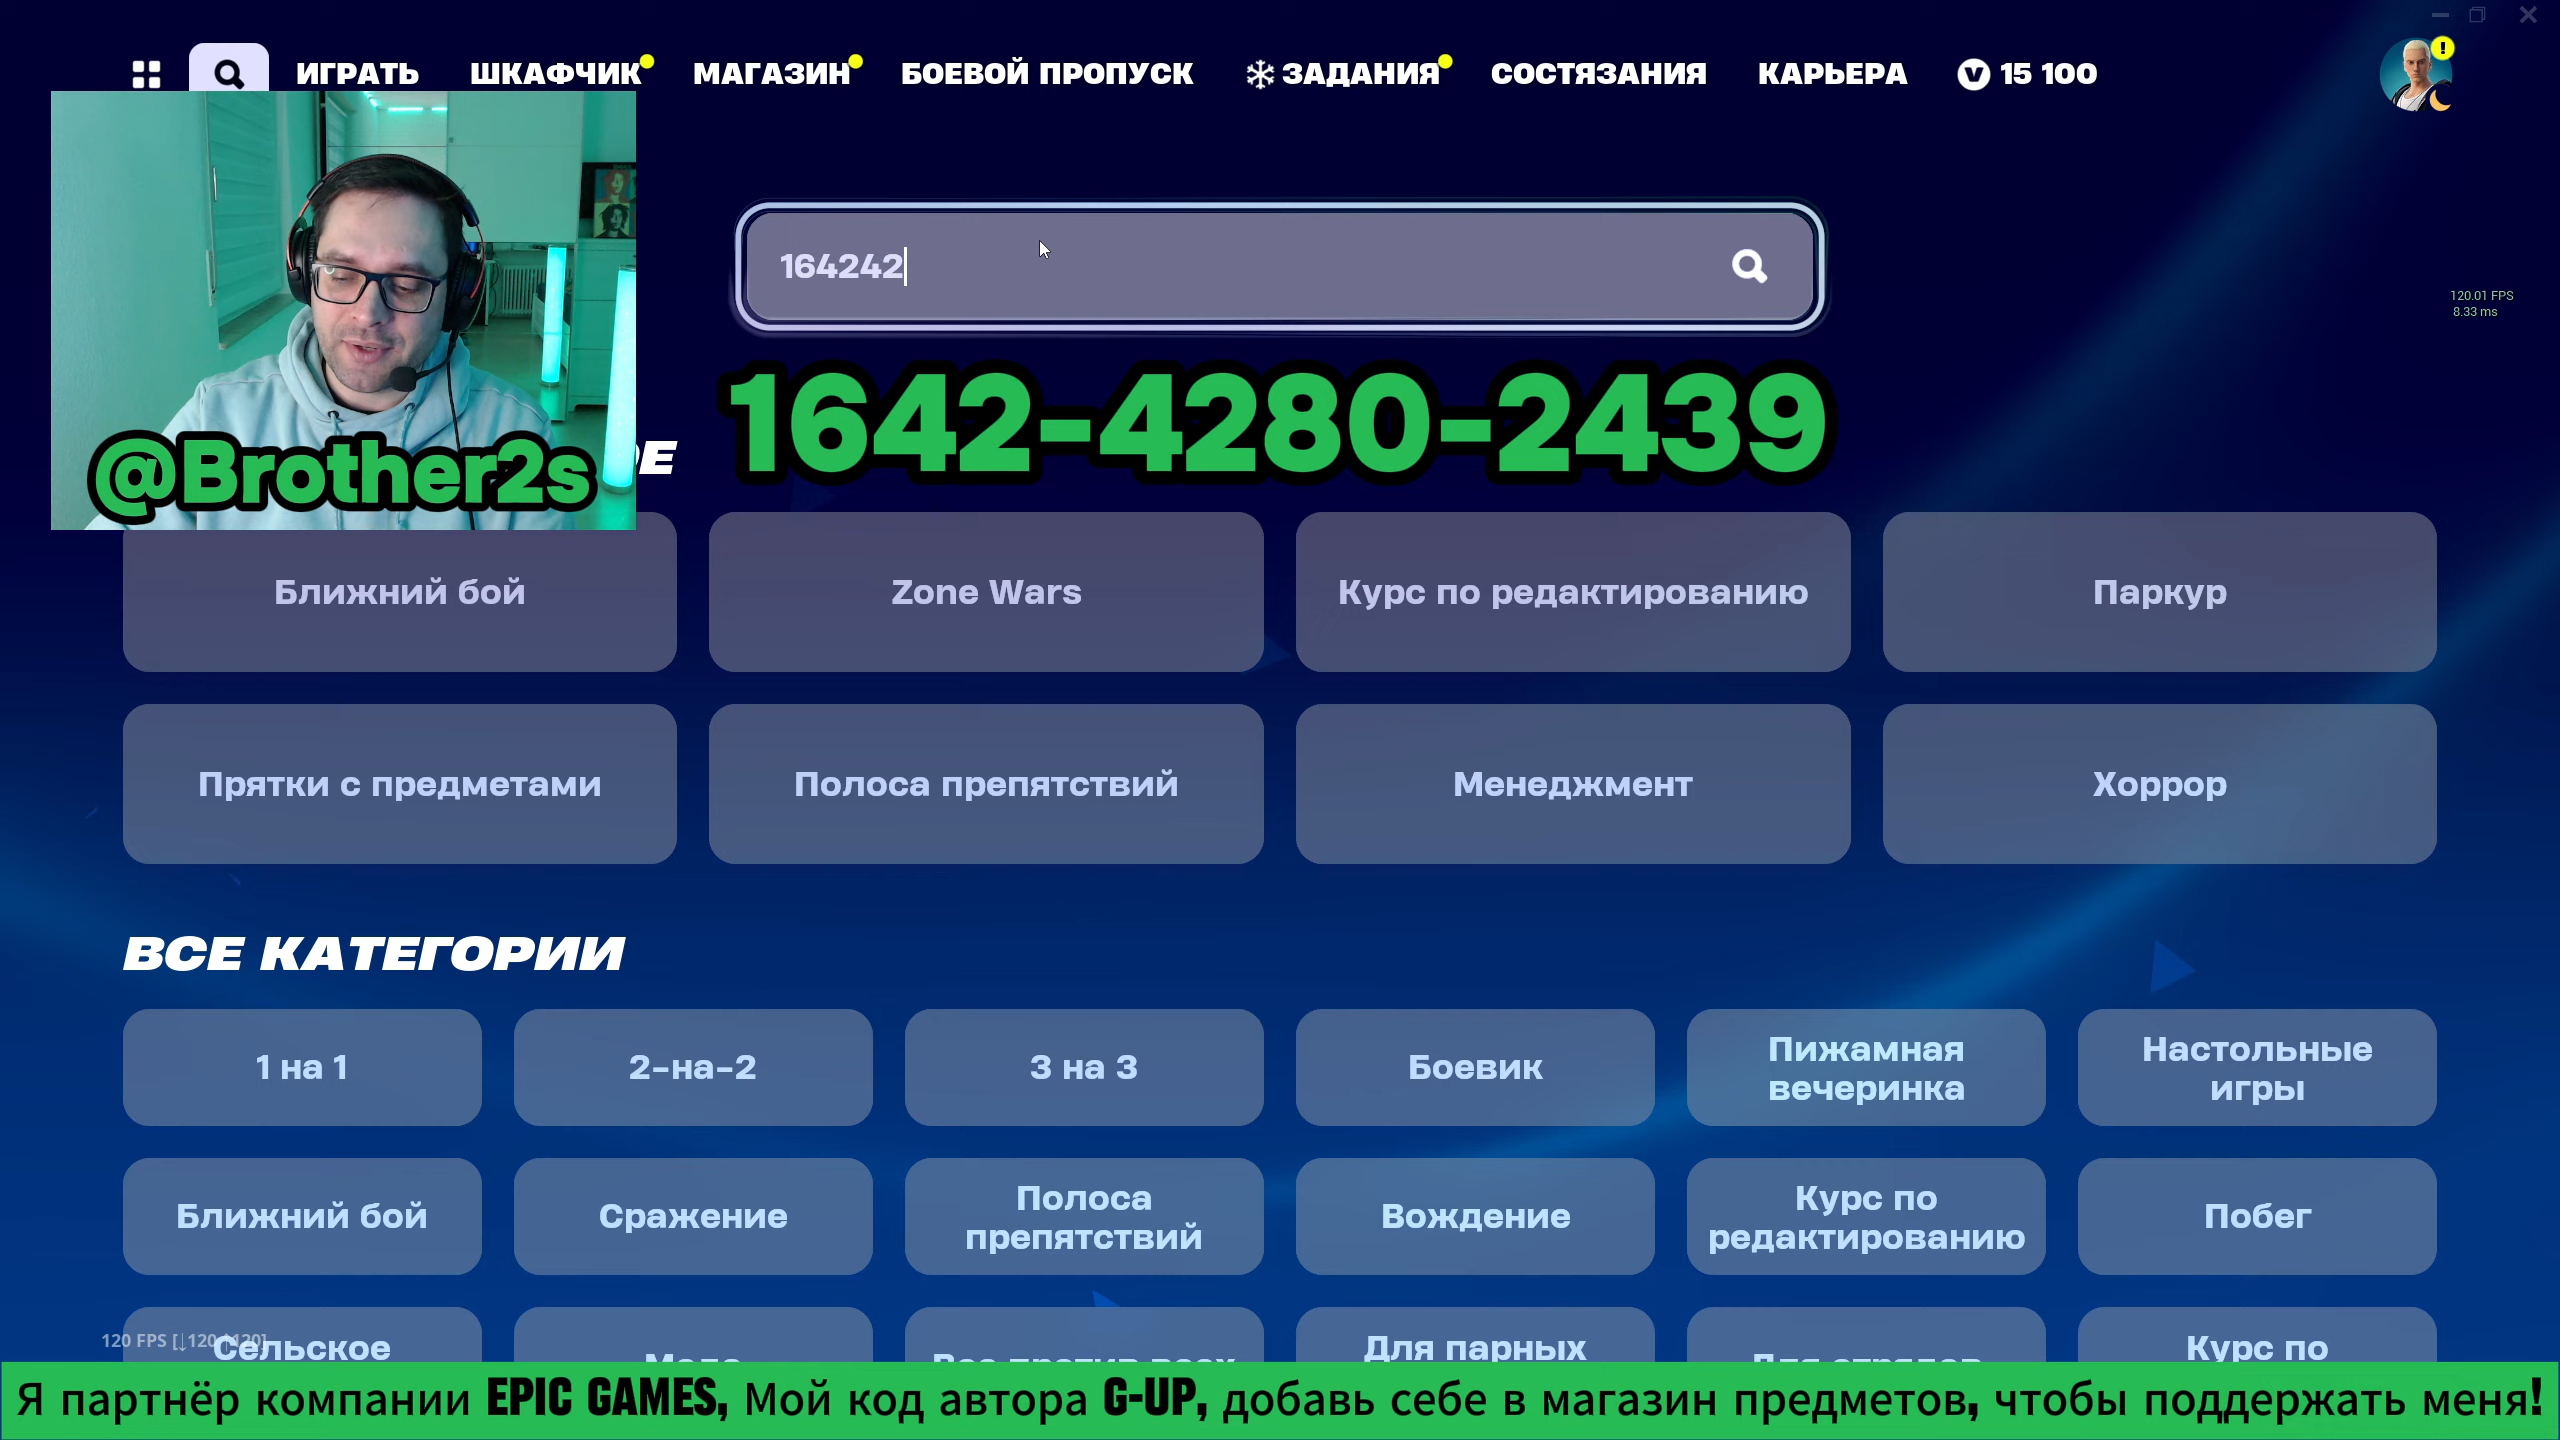 ИГРАТЬ ШКАФЧИК МАГАЗИН БОЕВОЙ ПРОПУСК ЗАДАНИЯ СОСТЯЗАНИЯ КАРЬЕРА V 15 100
164242
120.01 FPS
8.33 ms
1642-4280-2439
@Brother2s
Ближний бой Zone Wars Курс по редактированию Паркур
Прятки с предметами Полоса препятствий Менеджмент Хоррор
ВСЕ КАТЕГОРИИ
1 на 1 2-на-2 3 на 3 Боевик Пижамная вечеринка Настольные игры
Ближний бой Сражение Полоса препятствий Вождение Курс по редактированию Побег
120 FPS [↓120 ↑120]
Сельское Для парных Курс по
Я партнёр компании EPIC GAMES, Мой код автора G-UP, добавь себе в магазин предметов, чтобы поддержать меня!